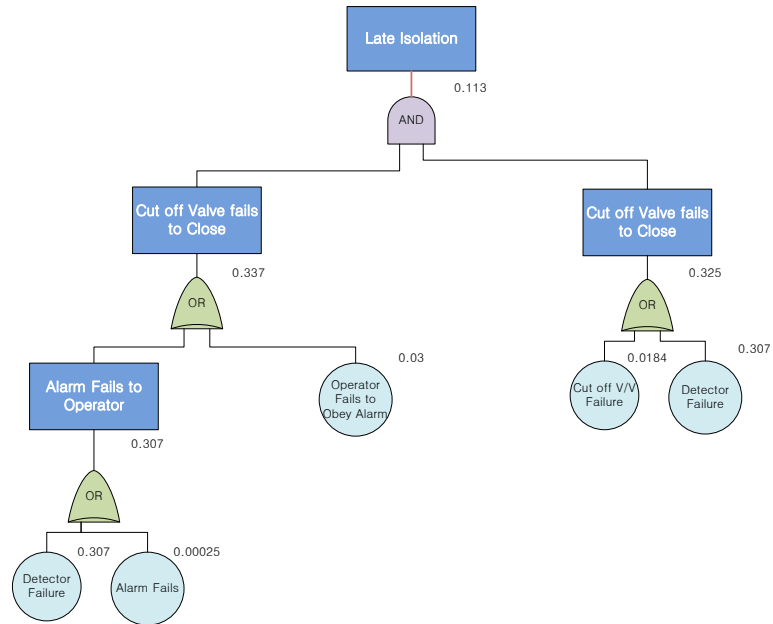 Late Isolation
0.113
AND
Cut off Valve fails
to Close
Cut off Valve fails
to Close
0.337
0.325
OR
OR
0.03
0.0184
0.307
Alarm Fails to
Operator
Operator
Fails to
Obey Alarm
Cut off V/V
Failure
Detector
Failure
0.307
OR
0.307
0.00025
Detector
Failure
Alarm Fails